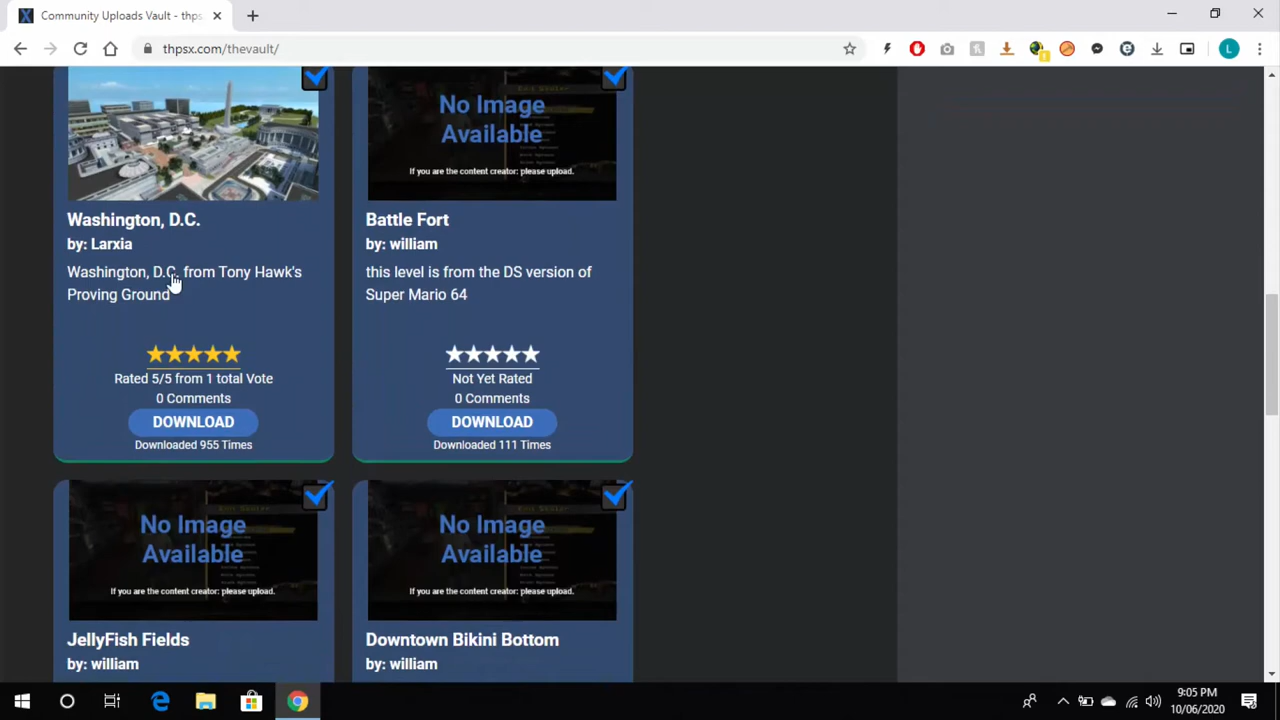 Community Uploads Vault - thps
thpsx.com/thevault/
L
No Image
Available
If you are the content creator: please upload.
Washington, D.C.
by: Larxia
Washington, D.C. from Tony Hawk's
Proving Ground
Rated 5/5 from 1 total Vote
0 Comments
DOWNLOAD
Downloaded 955 Times
Battle Fort
by: william
this level is from the DS version of
Super Mario 64
Not Yet Rated
0 Comments
DOWNLOAD
Downloaded 111 Times
No Image
Available
If you are the content creator: please upload.
JellyFish Fields
by: william
No Image
Available
If you are the content creator: please upload.
Downtown Bikini Bottom
by: william
9:05 PM
10/06/2020